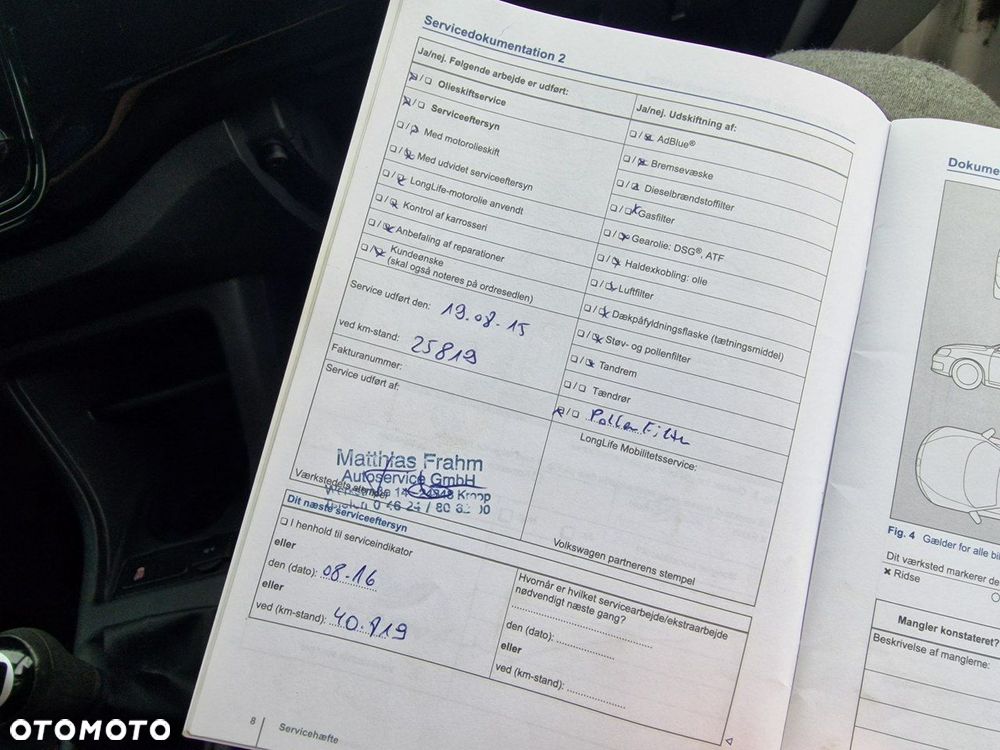 Servicedokumentation 2
Ja/nej. Følgende arbejde er udført:
Olieskiftservice
Serviceeftersyn
Med motorolieskift
Med udvidet serviceeftersyn
LongLife-motorolie anvendt
Kontrol af karrosseri
Anbefaling af reparationer
Kundeønske
(skal også noteres på ordresedlen)
Service udført den: 19.08.15
ved km-stand: 25819
Fakturanummer:
Service udført af:
Matthias Frahm
Autoservice GmbH
24848 Kropp
Værkstedets stempel
Ja/nej. Udskiftning af:
AdBlue®
Bremsevæske
Dieselbrændstoffilter
Gasfilter
Gearolie: DSG®, ATF
Haldexkobling: olie
Luftfilter
Dækpåfyldningsflaske (tætningsmiddel)
Støv- og pollenfilter
Tandrem
Tændrør
Pollenfilter
LongLife Mobilitetsservice:
Volkswagen partnerens stempel
Dit næste serviceeftersyn
I henhold til serviceindikator
eller
den (dato): 08.16
eller
ved (km-stand): 40.819
Hvornår er hvilket servicearbejde/ekstraarbejde
nødvendigt næste gang?
den (dato):
eller
ved (km-stand):
8 Servicehæfte
Fig. 4 Gælder for alle
Dit værksted markerer
Ridse
Mangler konstateret?
Beskrivelse af manglerne:
OTOMOTO